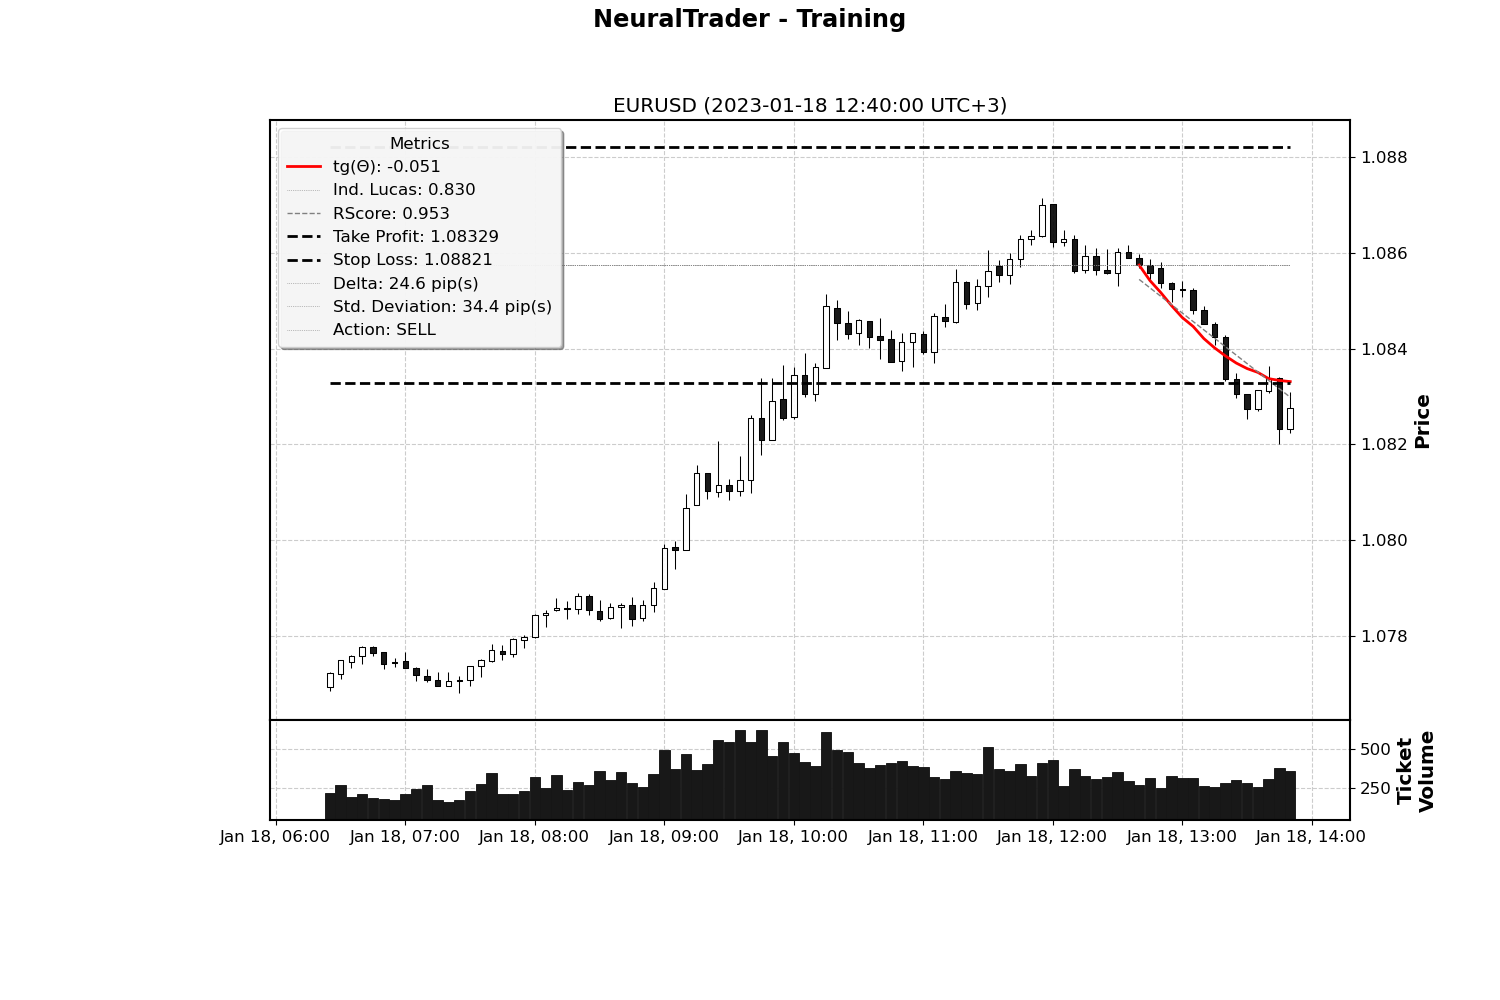 NeuralTrader - Training
EURUSD (2023-01-18 12:40:00 UTC+3)
Metrics
tg(Θ): -0.051
Ind. Lucas: 0.830
RScore: 0.953
Take Profit: 1.08329
Stop Loss: 1.08821
Delta: 24.6 pip(s)
Std. Deviation: 34.4 pip(s)
Action: SELL
1.088
1.086
1.084
1.082
1.080
1.078
Price
500
250
Ticket
Volume
Jan 18, 06:00 Jan 18, 07:00 Jan 18, 08:00 Jan 18, 09:00 Jan 18, 10:00 Jan 18, 11:00 Jan 18, 12:00 Jan 18, 13:00 Jan 18, 14:00